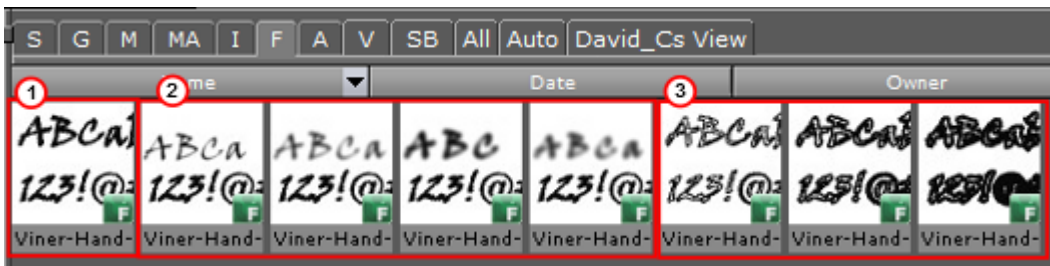 S G M MA I F A V SB All Auto David_Cs View
1 2 me Date 3 Owner
ABCa ABCa ABCa ABC ABCa ABCa ABCa ABCa
123!@ 123!@ 123!@ 123!@ 123!@ 123!@ 123!@ 123!@
F F F F F F F F
Viner-Hand- Viner-Hand- Viner-Hand- Viner-Hand- Viner-Hand- Viner-Hand- Viner-Hand- Viner-Hand-